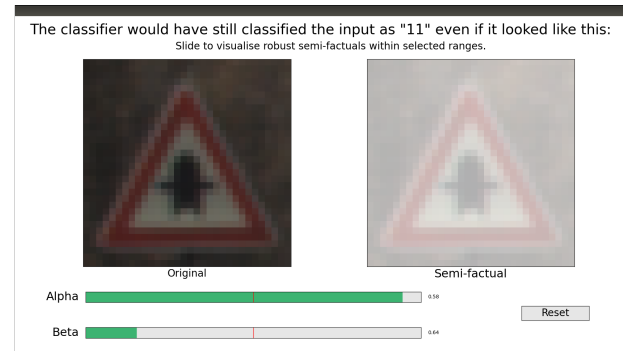 The classifier would have still classified the input as "11" even if it looked like this:
Slide to visualise robust semi-factuals within selected ranges.
Original
Semi-factual
Alpha
0.58
Reset
Beta
0.64